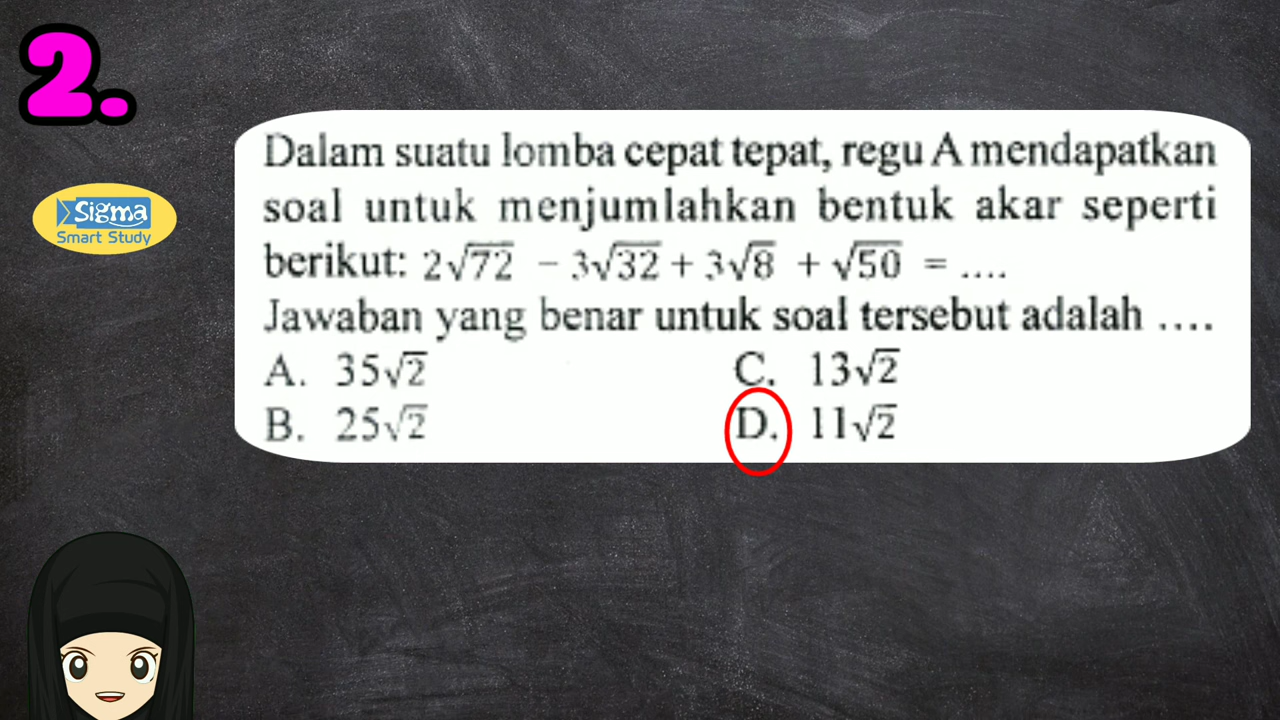 2.
Sigma
Smart Study
Dalam suatu lomba cepat tepat, regu A mendapatkan
soal untuk menjumlahkan bentuk akar seperti
berikut: 2√72 − 3√32 + 3√8 + √50 = ....
Jawaban yang benar untuk soal tersebut adalah ....
A. 35√2 C. 13√2
B. 25√2 D. 11√2